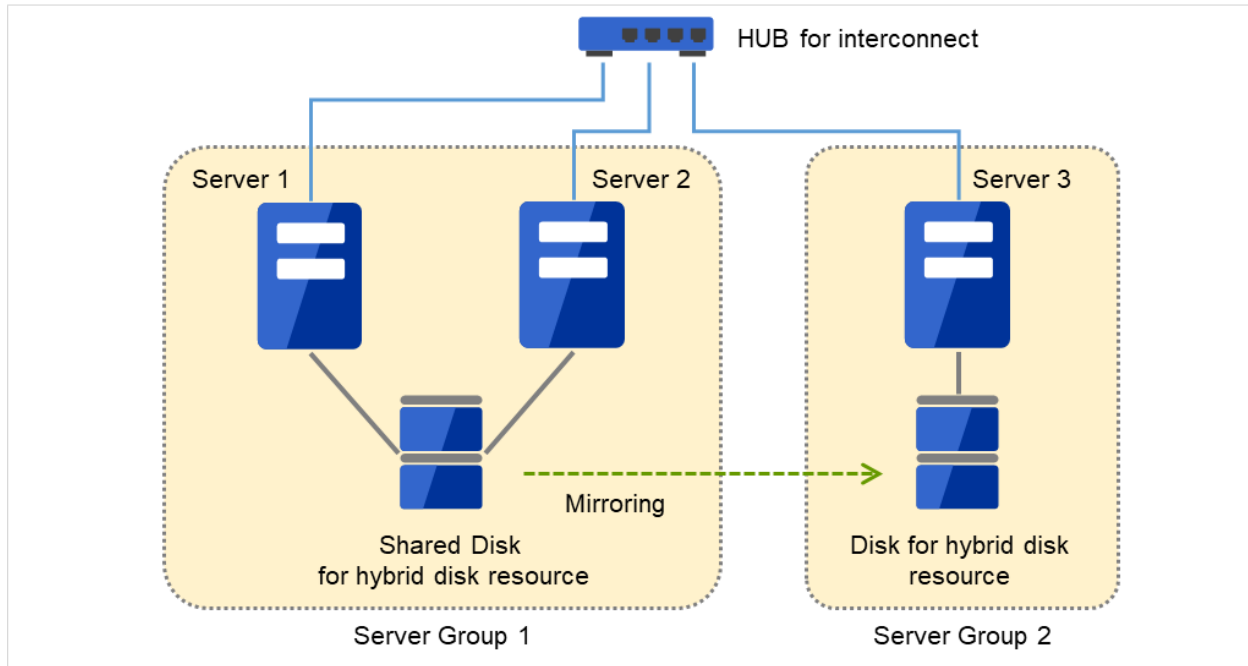 HUB for interconnect
Server 1
Server 2
Server 3
Mirroring
Shared Disk
for hybrid disk resource
Disk for hybrid disk
resource
Server Group 1
Server Group 2